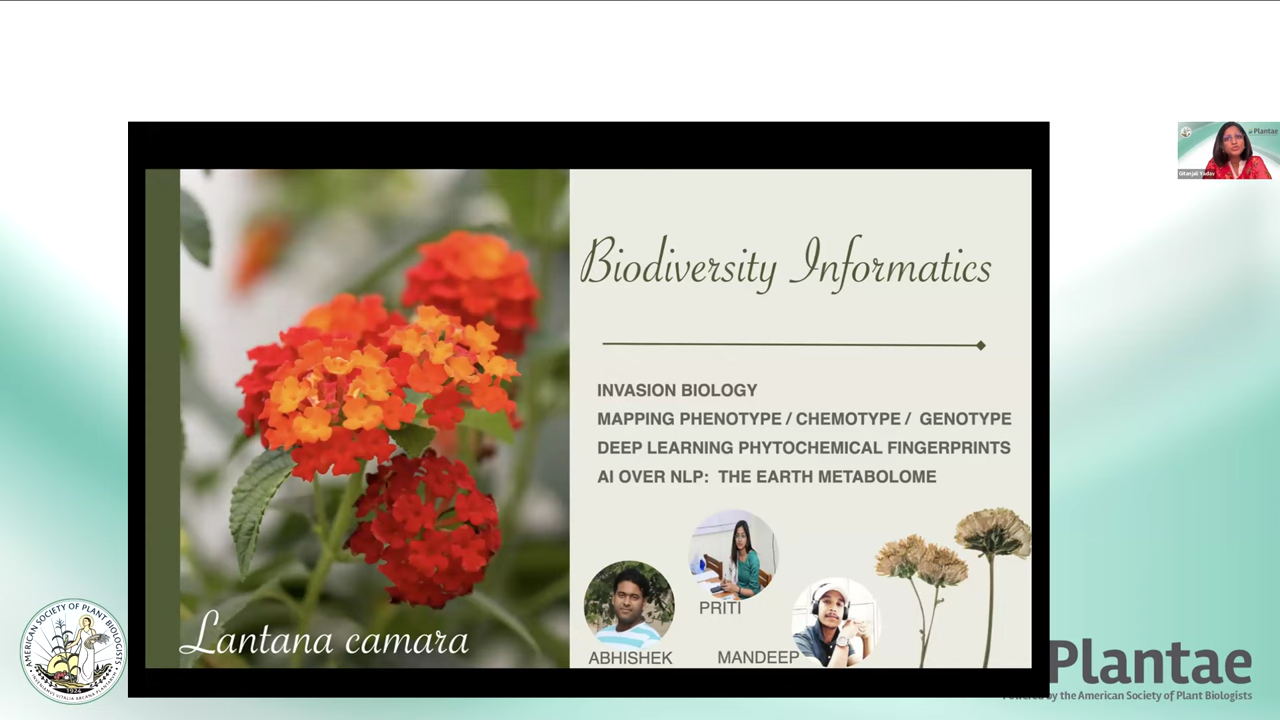 Plantae
Gitanjali Yadav
Biodiversity Informatics
INVASION BIOLOGY
MAPPING PHENOTYPE / CHEMOTYPE / GENOTYPE
DEEP LEARNING PHYTOCHEMICAL FINGERPRINTS
AI OVER NLP: THE EARTH METABOLOME
PRITI
ABHISHEK
MANDEEP
Lantana camara
AMERICAN SOCIETY OF PLANT BIOLOGISTS
1924
Plantae
by the American Society of Plant Biologists